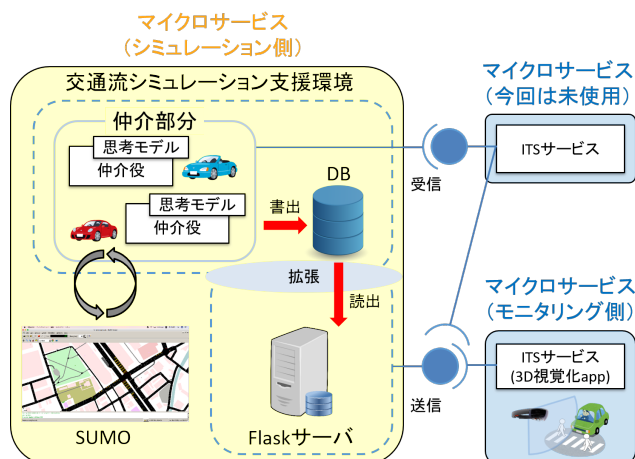 マイクロサービス
(シミュレーション側)
交通流シミュレーション支援環境
仲介部分
思考モデル
仲介役
思考モデル
仲介役
書出
DB
拡張
読出
SUMO
Flaskサーバ
受信
送信
マイクロサービス
(今回は未使用)
ITSサービス
マイクロサービス
(モニタリング側)
ITSサービス
(3D視覚化app)